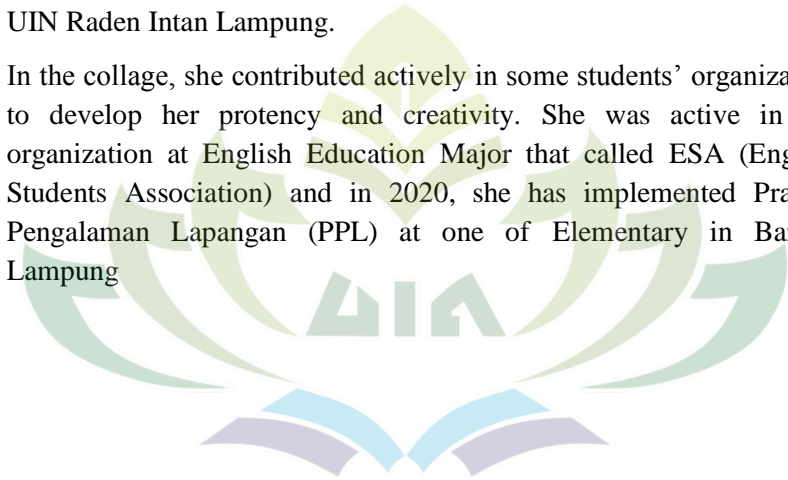 UIN Raden Intan Lampung.
In the collage, she contributed actively in some students’ organiza
to develop her protency and creativity. She was active in
organization at English Education Major that called ESA (Eng
Students Association) and in 2020, she has implemented Pra
Pengalaman Lapangan (PPL) at one of Elementary in Ba
Lampung
UIN